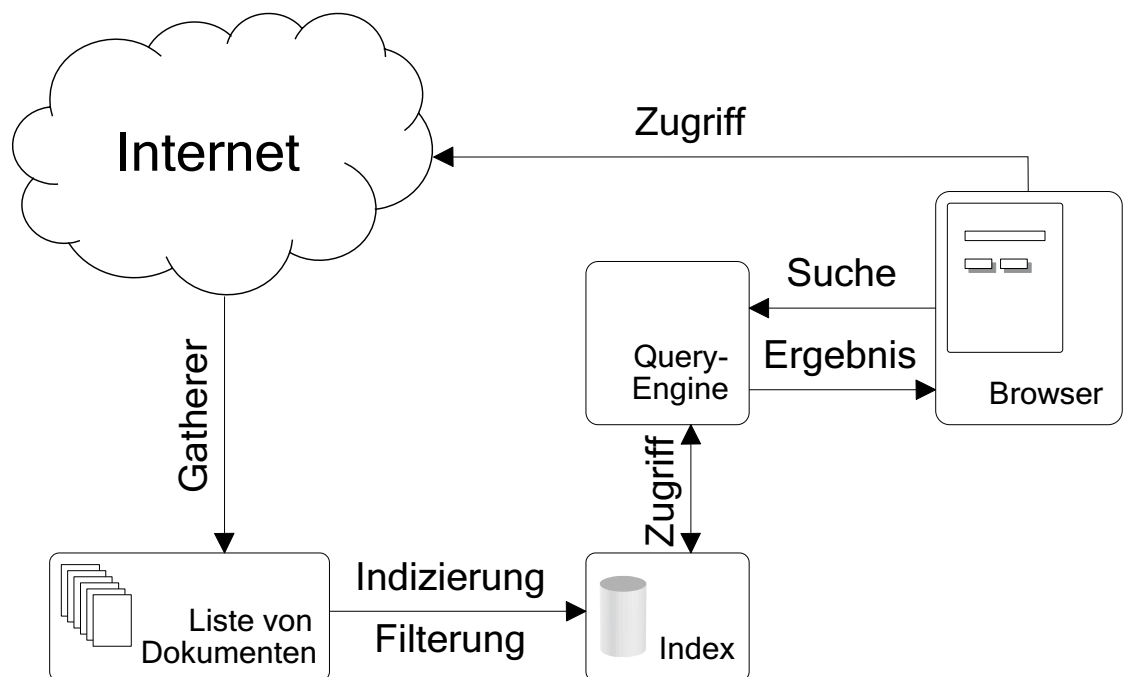 Internet
Zugriff
Suche
Query-
Engine
Ergebnis
Browser
Gatherer
Zugriff
Liste von
Dokumenten
Indizierung
Filterung
Index